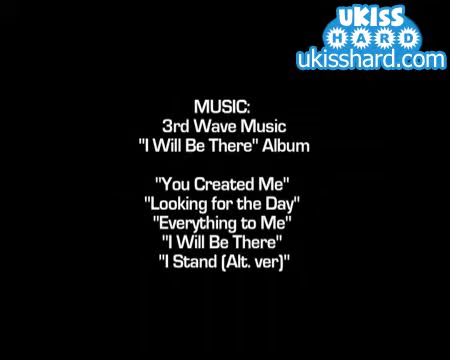 UKISS
HARD
ukisshard.com
MUSIC:
3rd Wave Music
"I Will Be There" Album
"You Created Me"
"Looking for the Day"
"Everything to Me"
"I Will Be There"
"I Stand (Alt. ver)"